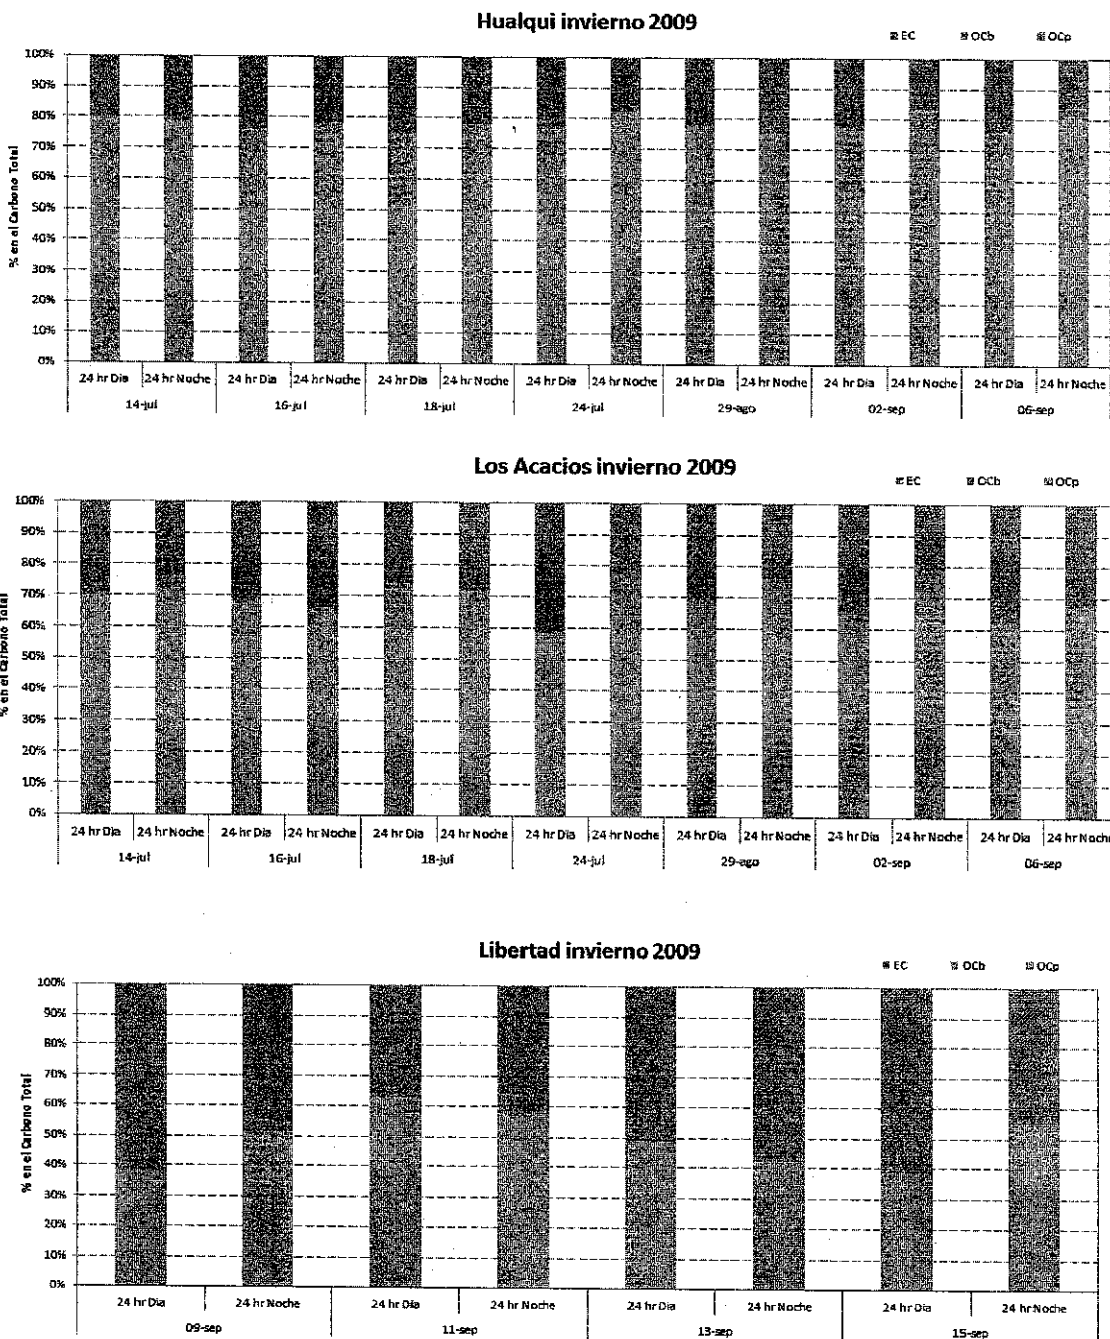 Hualqui invierno 2009
EC OCb OCp
100%
90%
80%
70%
60%
50%
40%
30%
20%
10%
0%
% en el Carbono Total
24 hr Dia 24 hr Noche 24 hr Dia 24 hr Noche 24 hr Dia 24 hr Noche 24 hr Dia 24 hr Noche 24 hr Dia 24 hr Noche 24 hr Dia 24 hr Noche 24 hr Dia 24 hr Noche
14-jul 16-jul 18-jul 24-jul 29-ago 02-sep 06-sep
Los Acacios invierno 2009
EC OCb OCp
100%
90%
80%
70%
60%
50%
40%
30%
20%
10%
0%
% en el Carbono Total
24 hr Dia 24 hr Noche 24 hr Dia 24 hr Noche 24 hr Dia 24 hr Noche 24 hr Dia 24 hr Noche 24 hr Dia 24 hr Noche 24 hr Dia 24 hr Noche 24 hr Dia 24 hr Noche
14-jul 16-jul 18-jul 24-jul 29-ago 02-sep 06-sep
Libertad invierno 2009
EC OCb OCp
100%
90%
80%
70%
60%
50%
40%
30%
20%
10%
0%
% en el Carbono Total
24 hr Dia 24 hr Noche 24 hr Dia 24 hr Noche 24 hr Dia 24 hr Noche 24 hr Dia 24 hr Noche
09-sep 11-sep 13-sep 15-sep